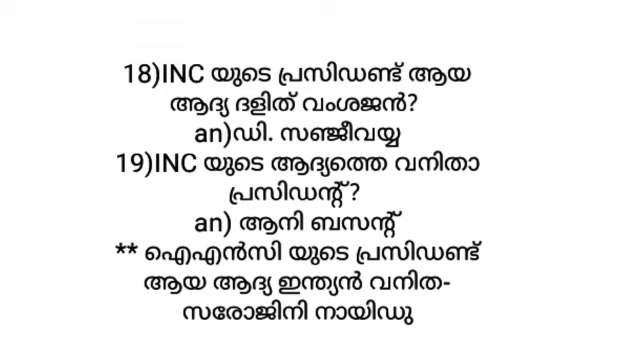 18)INC യുടെ പ്രസിഡണ്ട് ആയ
ആദ്യ ദളിത് വംശജൻ?
an)ഡി. സഞ്ജീവയ്യ
19)INC യുടെ ആദ്യത്തെ വനിതാ
പ്രസിഡന്റ്?
an) ആനി ബസന്റ്
** ഐഎൻസി യുടെ പ്രസിഡണ്ട്
ആയ ആദ്യ ഇന്ത്യൻ വനിത-
സരോജിനി നായിഡു